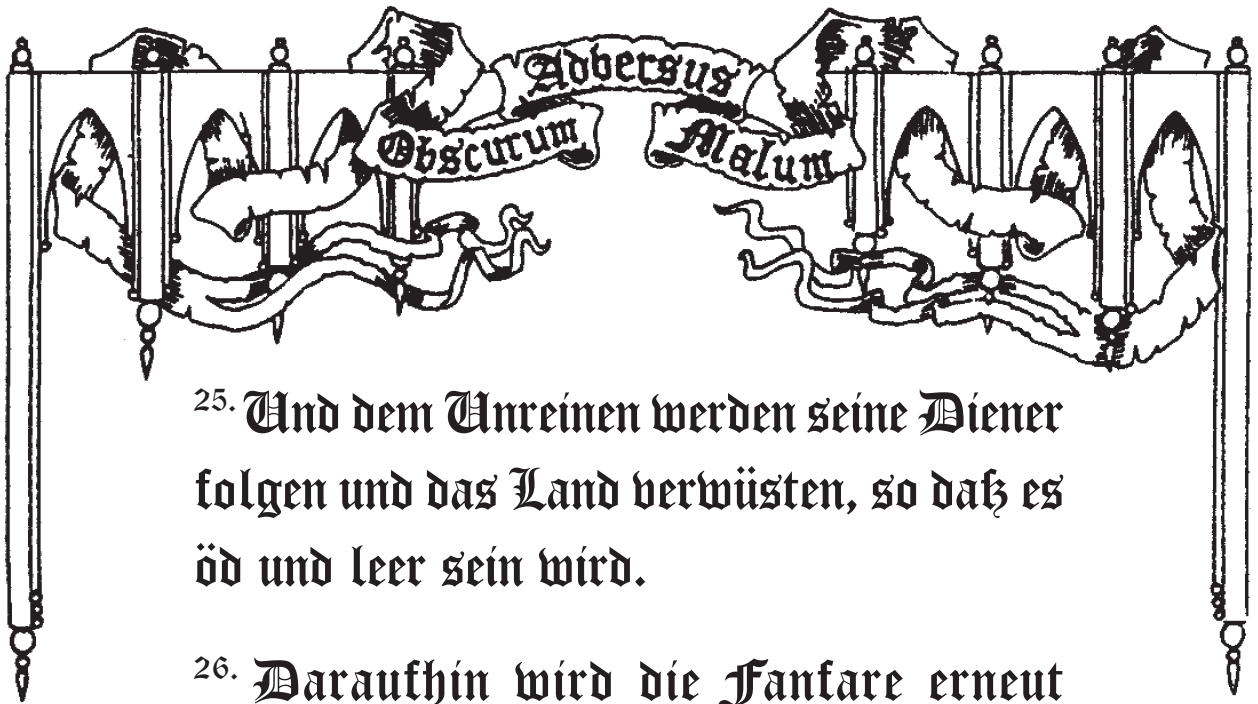 Adversus
Obscurum Malum
25. Und dem Unreinen werden seine Diener
folgen und das Land verwüsten, so daß es
öd und leer sein wird.
26. Daraufhin wird die Fanfare erneut